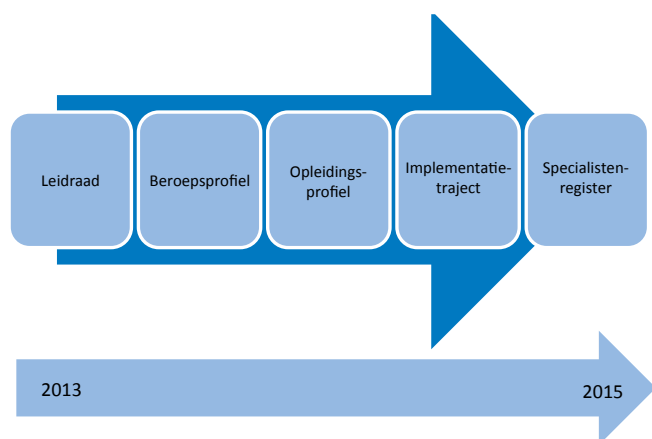 Leidraad
Beroepsprofiel
Opleidings-
profiel
Implementatie-
traject
Specialisten-
register
2013
2015